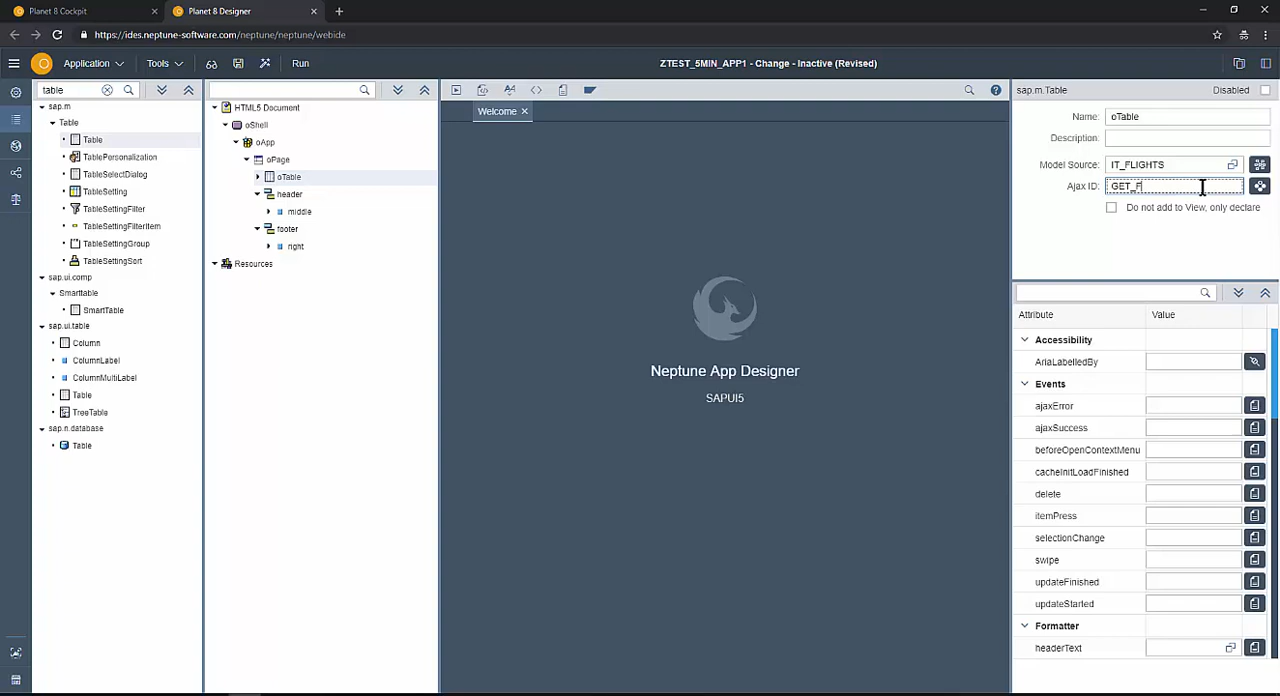 Planet 8 Cockpit
Planet 8 Designer
https://ides.neptune-software.com/neptune/neptune/webide
Application
Tools
Run
ZTEST_5MIN_APP1 - Change - Inactive (Revised)
table
sap.m
Table
Table
TablePersonalization
TableSelectDialog
TableSetting
TableSettingFilter
TableSettingFilterItem
TableSettingGroup
TableSettingSort
sap.ui.comp
Smarttable
SmartTable
sap.ui.table
Column
ColumnLabel
ColumnMultiLabel
Table
TreeTable
sap.n.database
Table
HTML5 Document
oShell
oApp
oPage
oTable
header
middle
footer
right
Resources
Welcome
Neptune App Designer
SAPUI5
sap.m.Table
Disabled
Name: oTable
Description:
Model Source: IT_FLIGHTS
Ajax ID: GET_F
Do not add to View, only declare
Attribute Value
Accessibility
AriaLabelledBy
Events
ajaxError
ajaxSuccess
beforeOpenContextMenu
cacheInitLoadFinished
delete
itemPress
selectionChange
swipe
updateFinished
updateStarted
Formatter
headerText